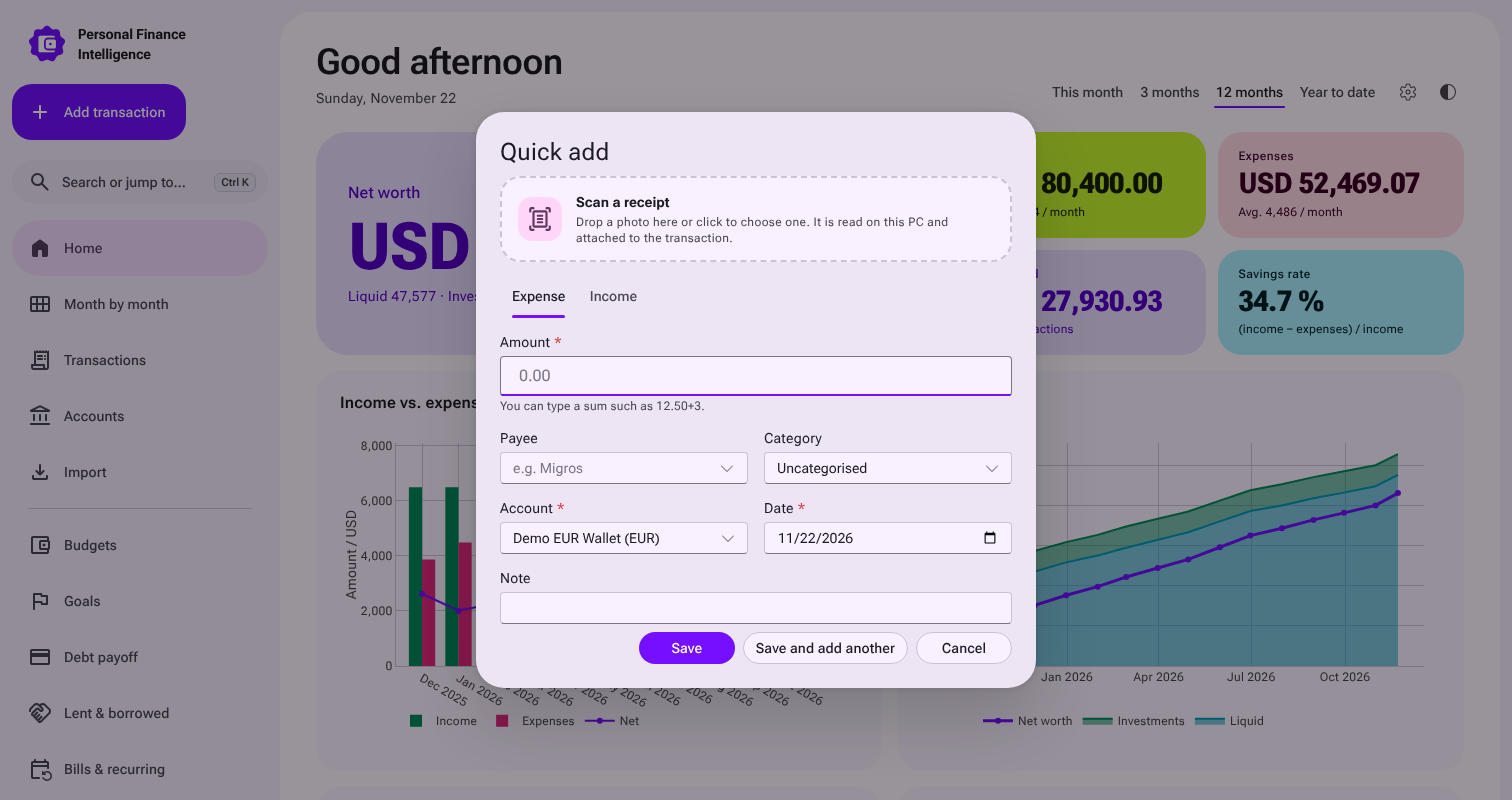 Personal Finance
Intelligence
Add transaction
Search or jump to...
Ctrl K
Home
Month by month
Transactions
Accounts
Import
Budgets
Goals
Debt payoff
Lent & borrowed
Bills & recurring
Good afternoon
Sunday, November 22
This month
3 months
12 months
Year to date
Net worth
USD
Liquid 47,577
80,400.00
/ month
Expenses
USD 52,469.07
Avg. 4,486 / month
27,930.93
Savings rate
34.7 %
(income – expenses) / income
Quick add
Scan a receipt
Drop a photo here or click to choose one. It is read on this PC and
attached to the transaction.
Expense
Income
Amount *
0.00
You can type a sum such as 12.50+3.
Payee
Category
e.g. Migros
Uncategorised
Account *
Date *
Demo EUR Wallet (EUR)
11/22/2026
Note
Save
Save and add another
Cancel
Income vs.
Amount / USD
8,000
6,000
4,000
2,000
0
Dec 2025
Jan 2026
Income
Expenses
Net
Jan 2026
Apr 2026
Jul 2026
Oct 2026
Net worth
Investments
Liquid